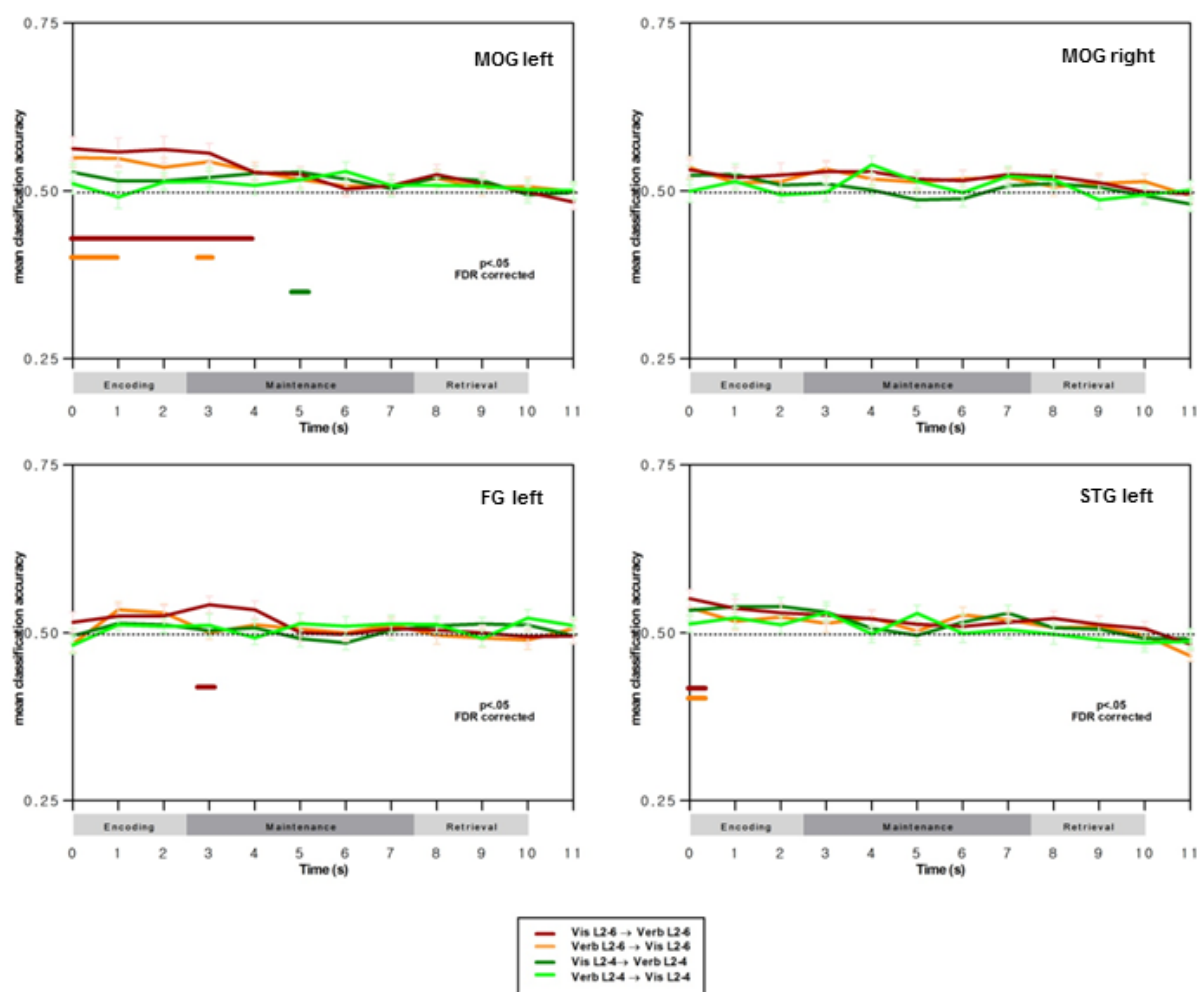 MOG left
mean classification accuracy
0.75
0.50
0.25
p<.05
FDR corrected
Encoding Maintenance Retrieval
0 1 2 3 4 5 6 7 8 9 10 11
Time (s)
MOG right
mean classification accuracy
0.75
0.50
0.25
Encoding Maintenance Retrieval
0 1 2 3 4 5 6 7 8 9 10 11
Time (s)
FG left
mean classification accuracy
0.75
0.50
0.25
p<.05
FDR corrected
Encoding Maintenance Retrieval
0 1 2 3 4 5 6 7 8 9 10 11
Time (s)
STG left
mean classification accuracy
0.75
0.50
0.25
p<.05
FDR corrected
Encoding Maintenance Retrieval
0 1 2 3 4 5 6 7 8 9 10 11
Time (s)
Vis L2-6 → Verb L2-6
Verb L2-6 → Vis L2-6
Vis L2-4→ Verb L2-4
Verb L2-4 → Vis L2-4